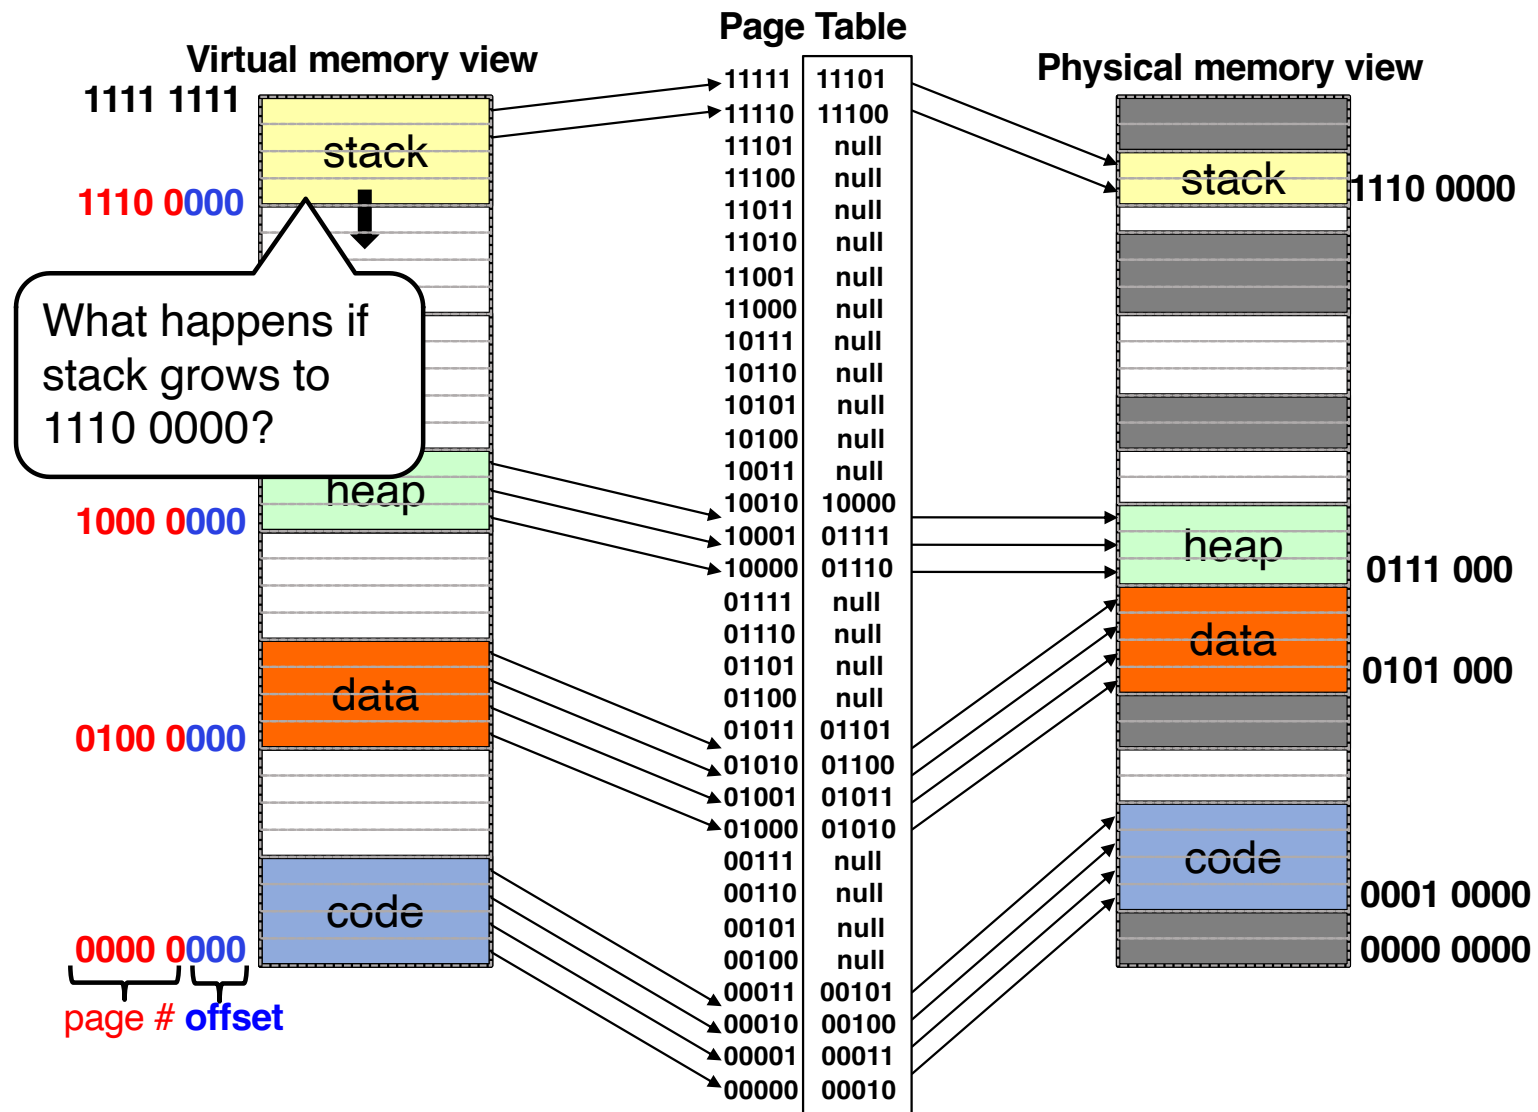 Page Table
Virtual memory view
Physical memory view
1111 1111
stack
1110 0000
What happens if
stack grows to
1110 0000?
heap
1000 0000
data
0100 0000
code
0000 0000
page # offset
11111 11101
11110 11100
11101 null
11100 null
11011 null
11010 null
11001 null
11000 null
10111 null
10110 null
10101 null
10100 null
10011 null
10010 10000
10001 01111
10000 01110
01111 null
01110 null
01101 null
01100 null
01011 01101
01010 01100
01001 01011
01000 01010
00111 null
00110 null
00101 null
00100 null
00011 00101
00010 00100
00001 00011
00000 00010
stack
1110 0000
heap
0111 000
data
0101 000
code
0001 0000
0000 0000